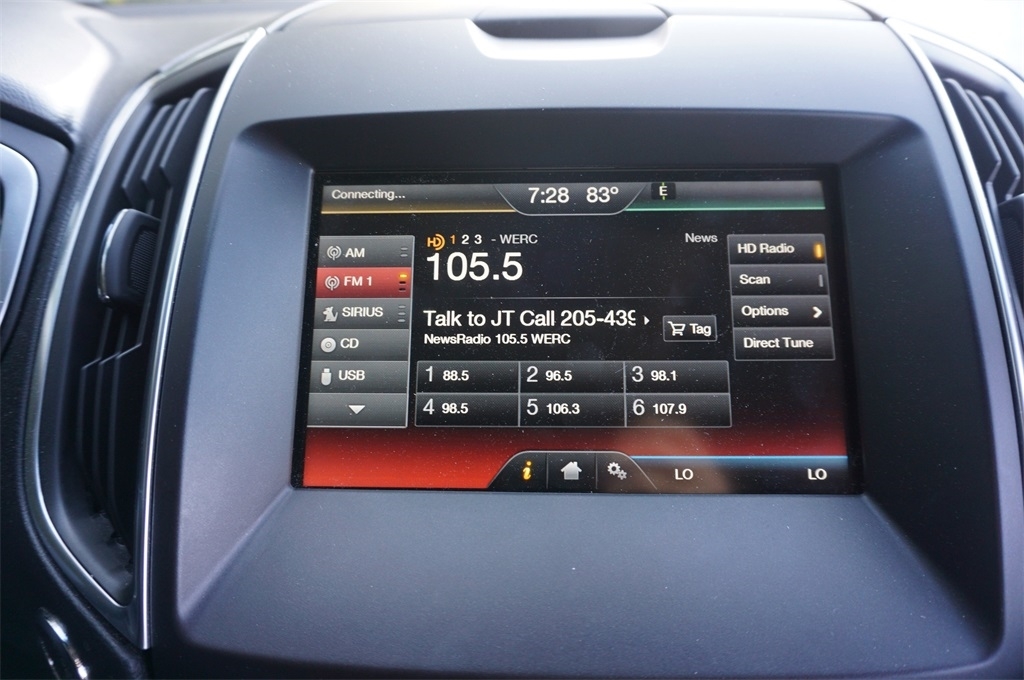 Connecting... 7:28 83° E
HD 1 2 3 - WERC News
105.5
Talk to JT Call 205-439
NewsRadio 105.5 WERC
Tag
AM
FM 1
SIRIUS
CD
USB
HD Radio
Scan
Options
Direct Tune
1 88.5 2 96.5 3 98.1
4 98.5 5 106.3 6 107.9
i LO LO